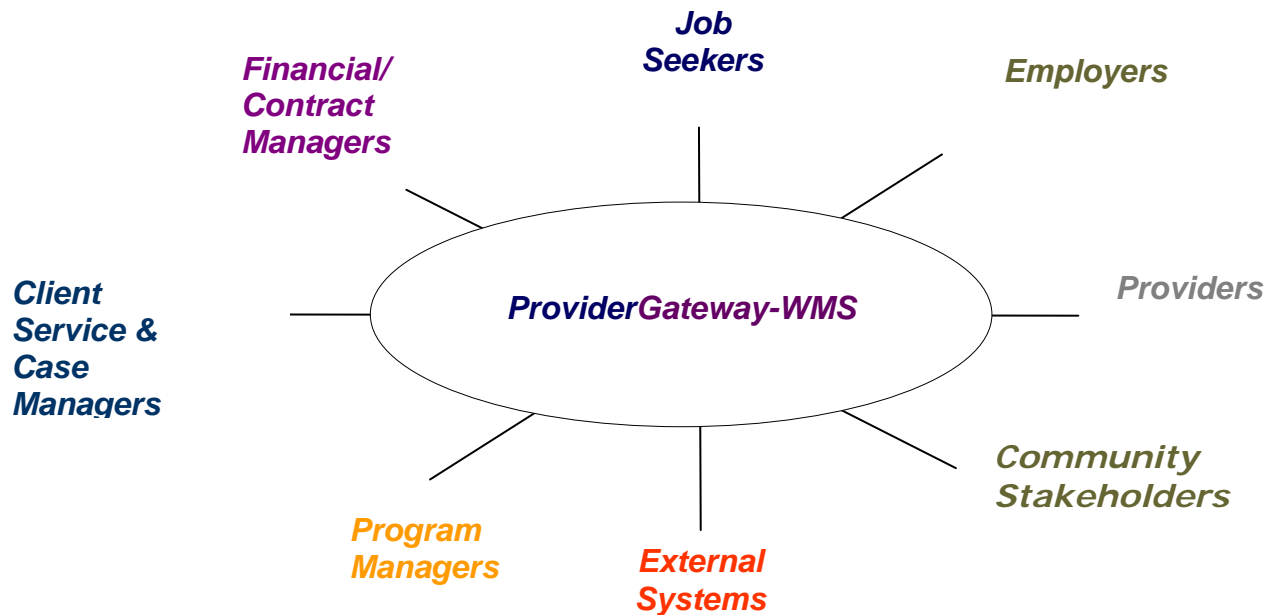 Job
Seekers
Financial/
Contract
Managers
Employers
Client
Service &
Case
Managers
ProviderGateway-WMS
Providers
Community
Stakeholders
Program
Managers
External
Systems